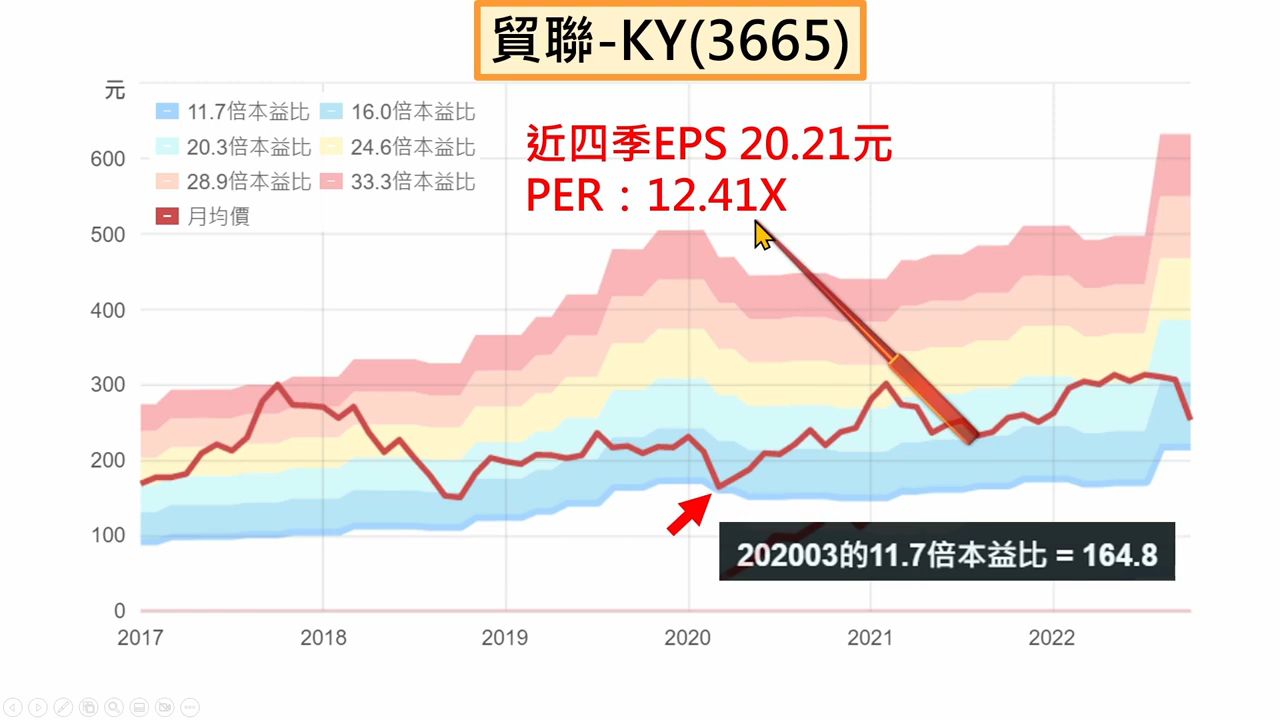 貿聯-KY(3665)
元
11.7倍本益比 16.0倍本益比
20.3倍本益比 24.6倍本益比
28.9倍本益比 33.3倍本益比
月均價
近四季EPS 20.21元
PER：12.41X
600
500
400
300
200
100
0
202003的11.7倍本益比 = 164.8
2017 2018 2019 2020 2021 2022